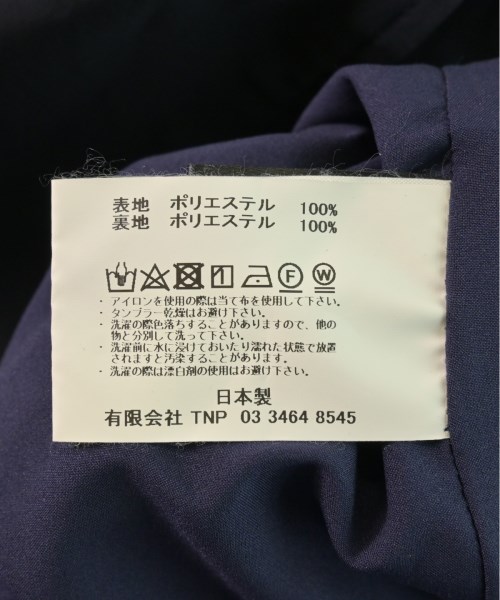 表地 ポリエステル 100%
裏地 ポリエステル 100%
・アイロンを使用の際は当て布を使用して下さい。
・タンブラー乾燥はお避け下さい。
・洗濯の際色落ちすることがありますので、他の
物と分別して洗って下さい。
・洗濯前に水に浸けておいたり濡れた状態で放置
されますと汚染することがあります。
・洗濯の際は漂白剤の使用はお避け下さい。
日本製
有限会社 TNP 03 3464 8545